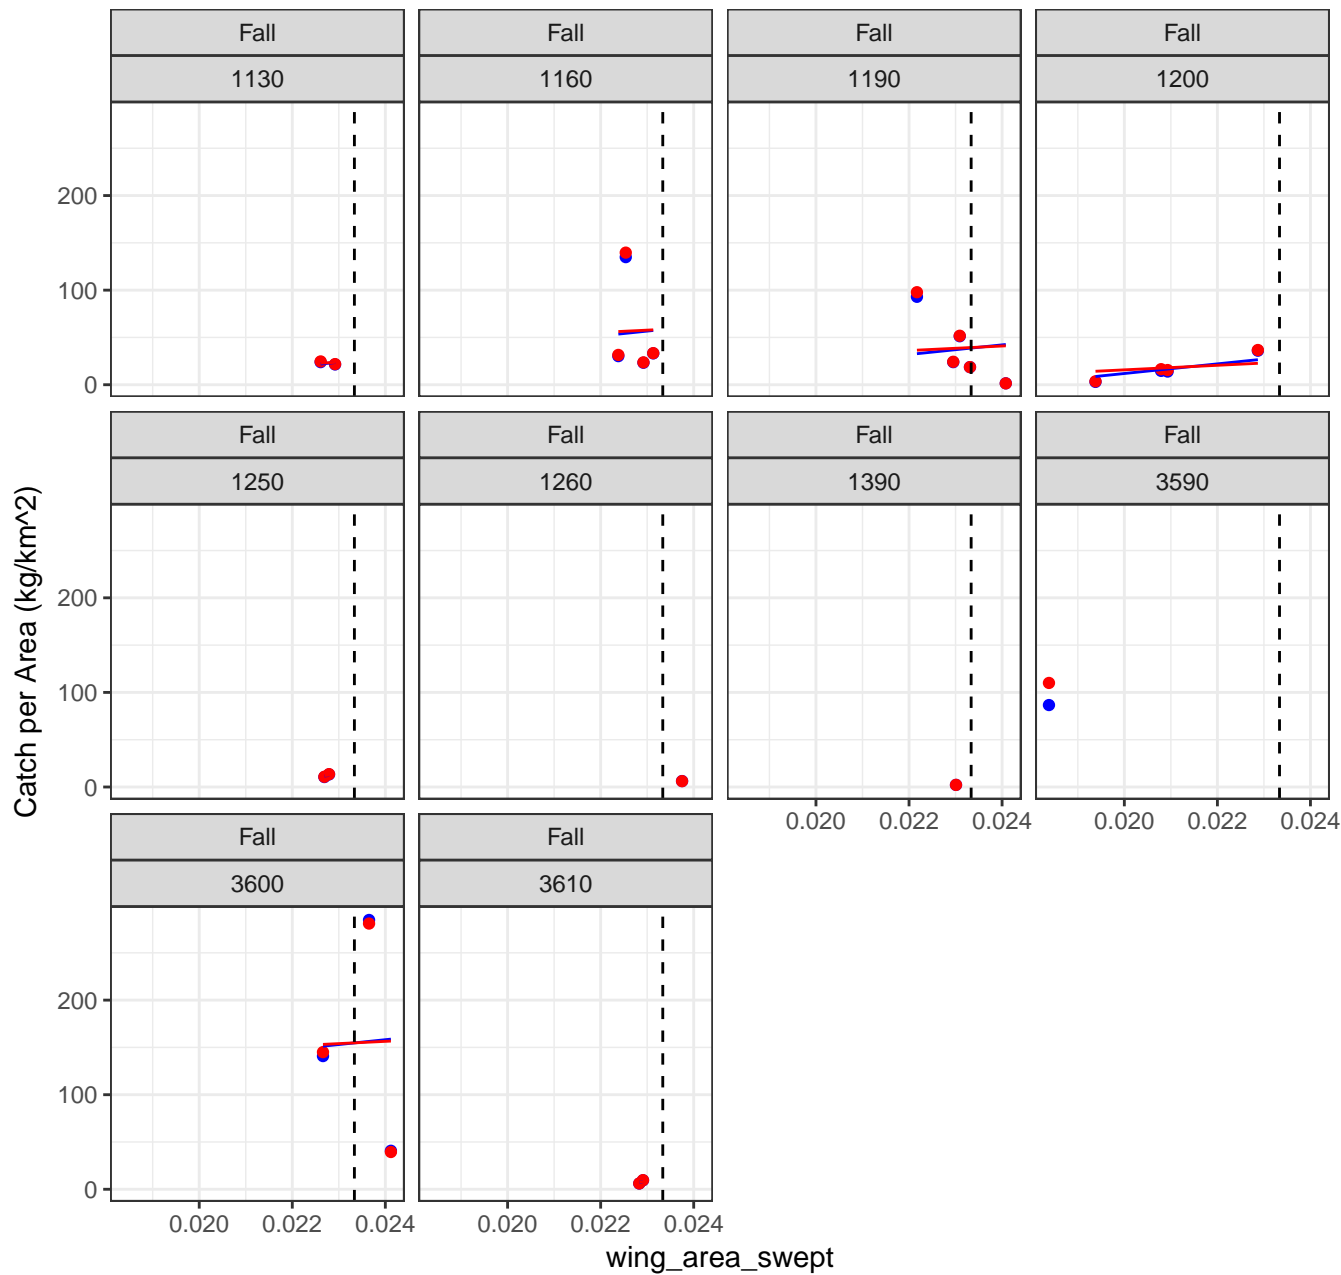 Fall Fall Fall Fall
1130 1160 1190 1200
200
100
0
Fall Fall Fall Fall
1250 1260 1390 3590
200
100
0
0.020 0.022 0.024 0.020 0.022 0.024
Fall Fall
3600 3610
200
100
0
0.020 0.022 0.024 0.020 0.022 0.024
wing_area_swept
Catch per Area (kg/km^2)